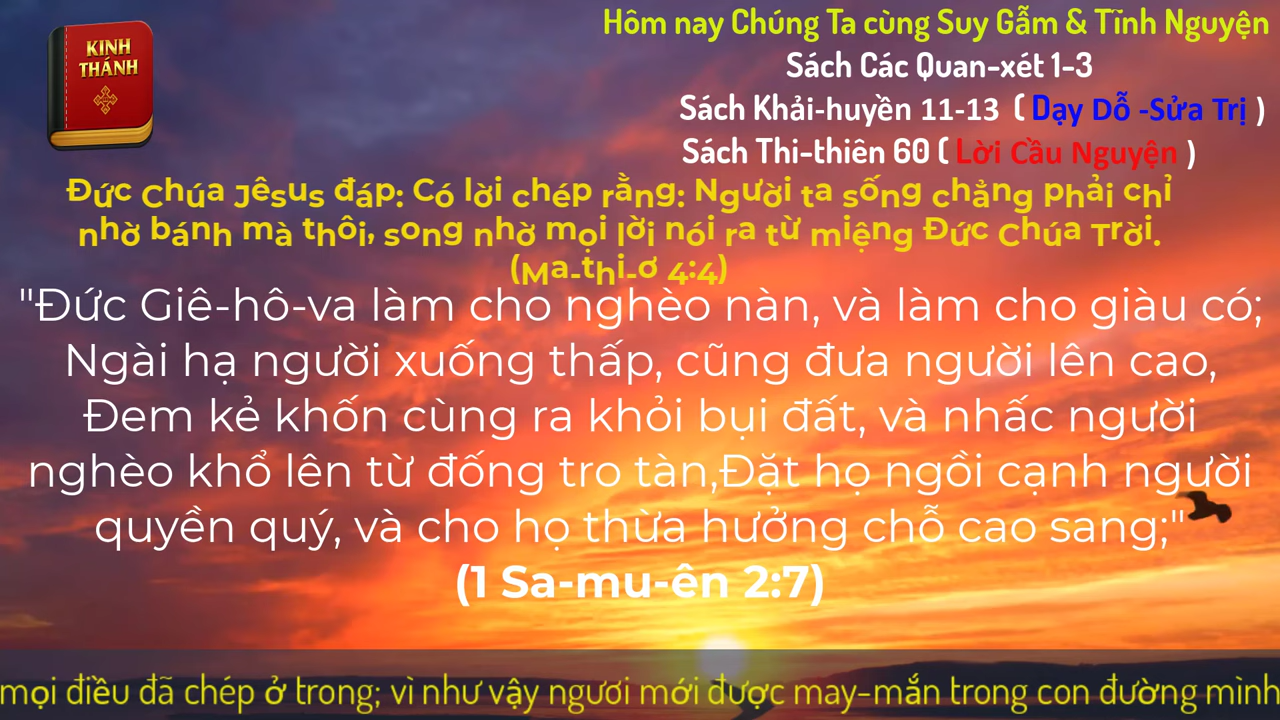 KINH
THÁNH
Hôm nay Chúng Ta cùng Suy Gẫm & Tĩnh Nguyện
Sách Các Quan-xét 1-3
Sách Khải-huyền 11-13 ( Dạy Dỗ -Sửa Trị )
Sách Thi-thiên 60 ( Lời Cầu Nguyện )
Đức Chúa Jêsus đáp: Có lời chép rằng: Người ta sống chẳng phải chỉ
nhờ bánh mà thôi, song nhờ mọi lời nói ra từ miệng Đức Chúa Trời.
(Ma-thi-ơ 4:4)
"Đức Giê-hô-va làm cho nghèo nàn, và làm cho giàu có;
Ngài hạ người xuống thấp, cũng đưa người lên cao,
Đem kẻ khốn cùng ra khỏi bụi đất, và nhấc người
nghèo khổ lên từ đống tro tàn,Đặt họ ngồi cạnh người
quyền quý, và cho họ thừa hưởng chỗ cao sang;"
(1 Sa-mu-ên 2:7)
mọi điều đã chép ở trong; vì như vậy ngươi mới được may-mắn trong con đường mình